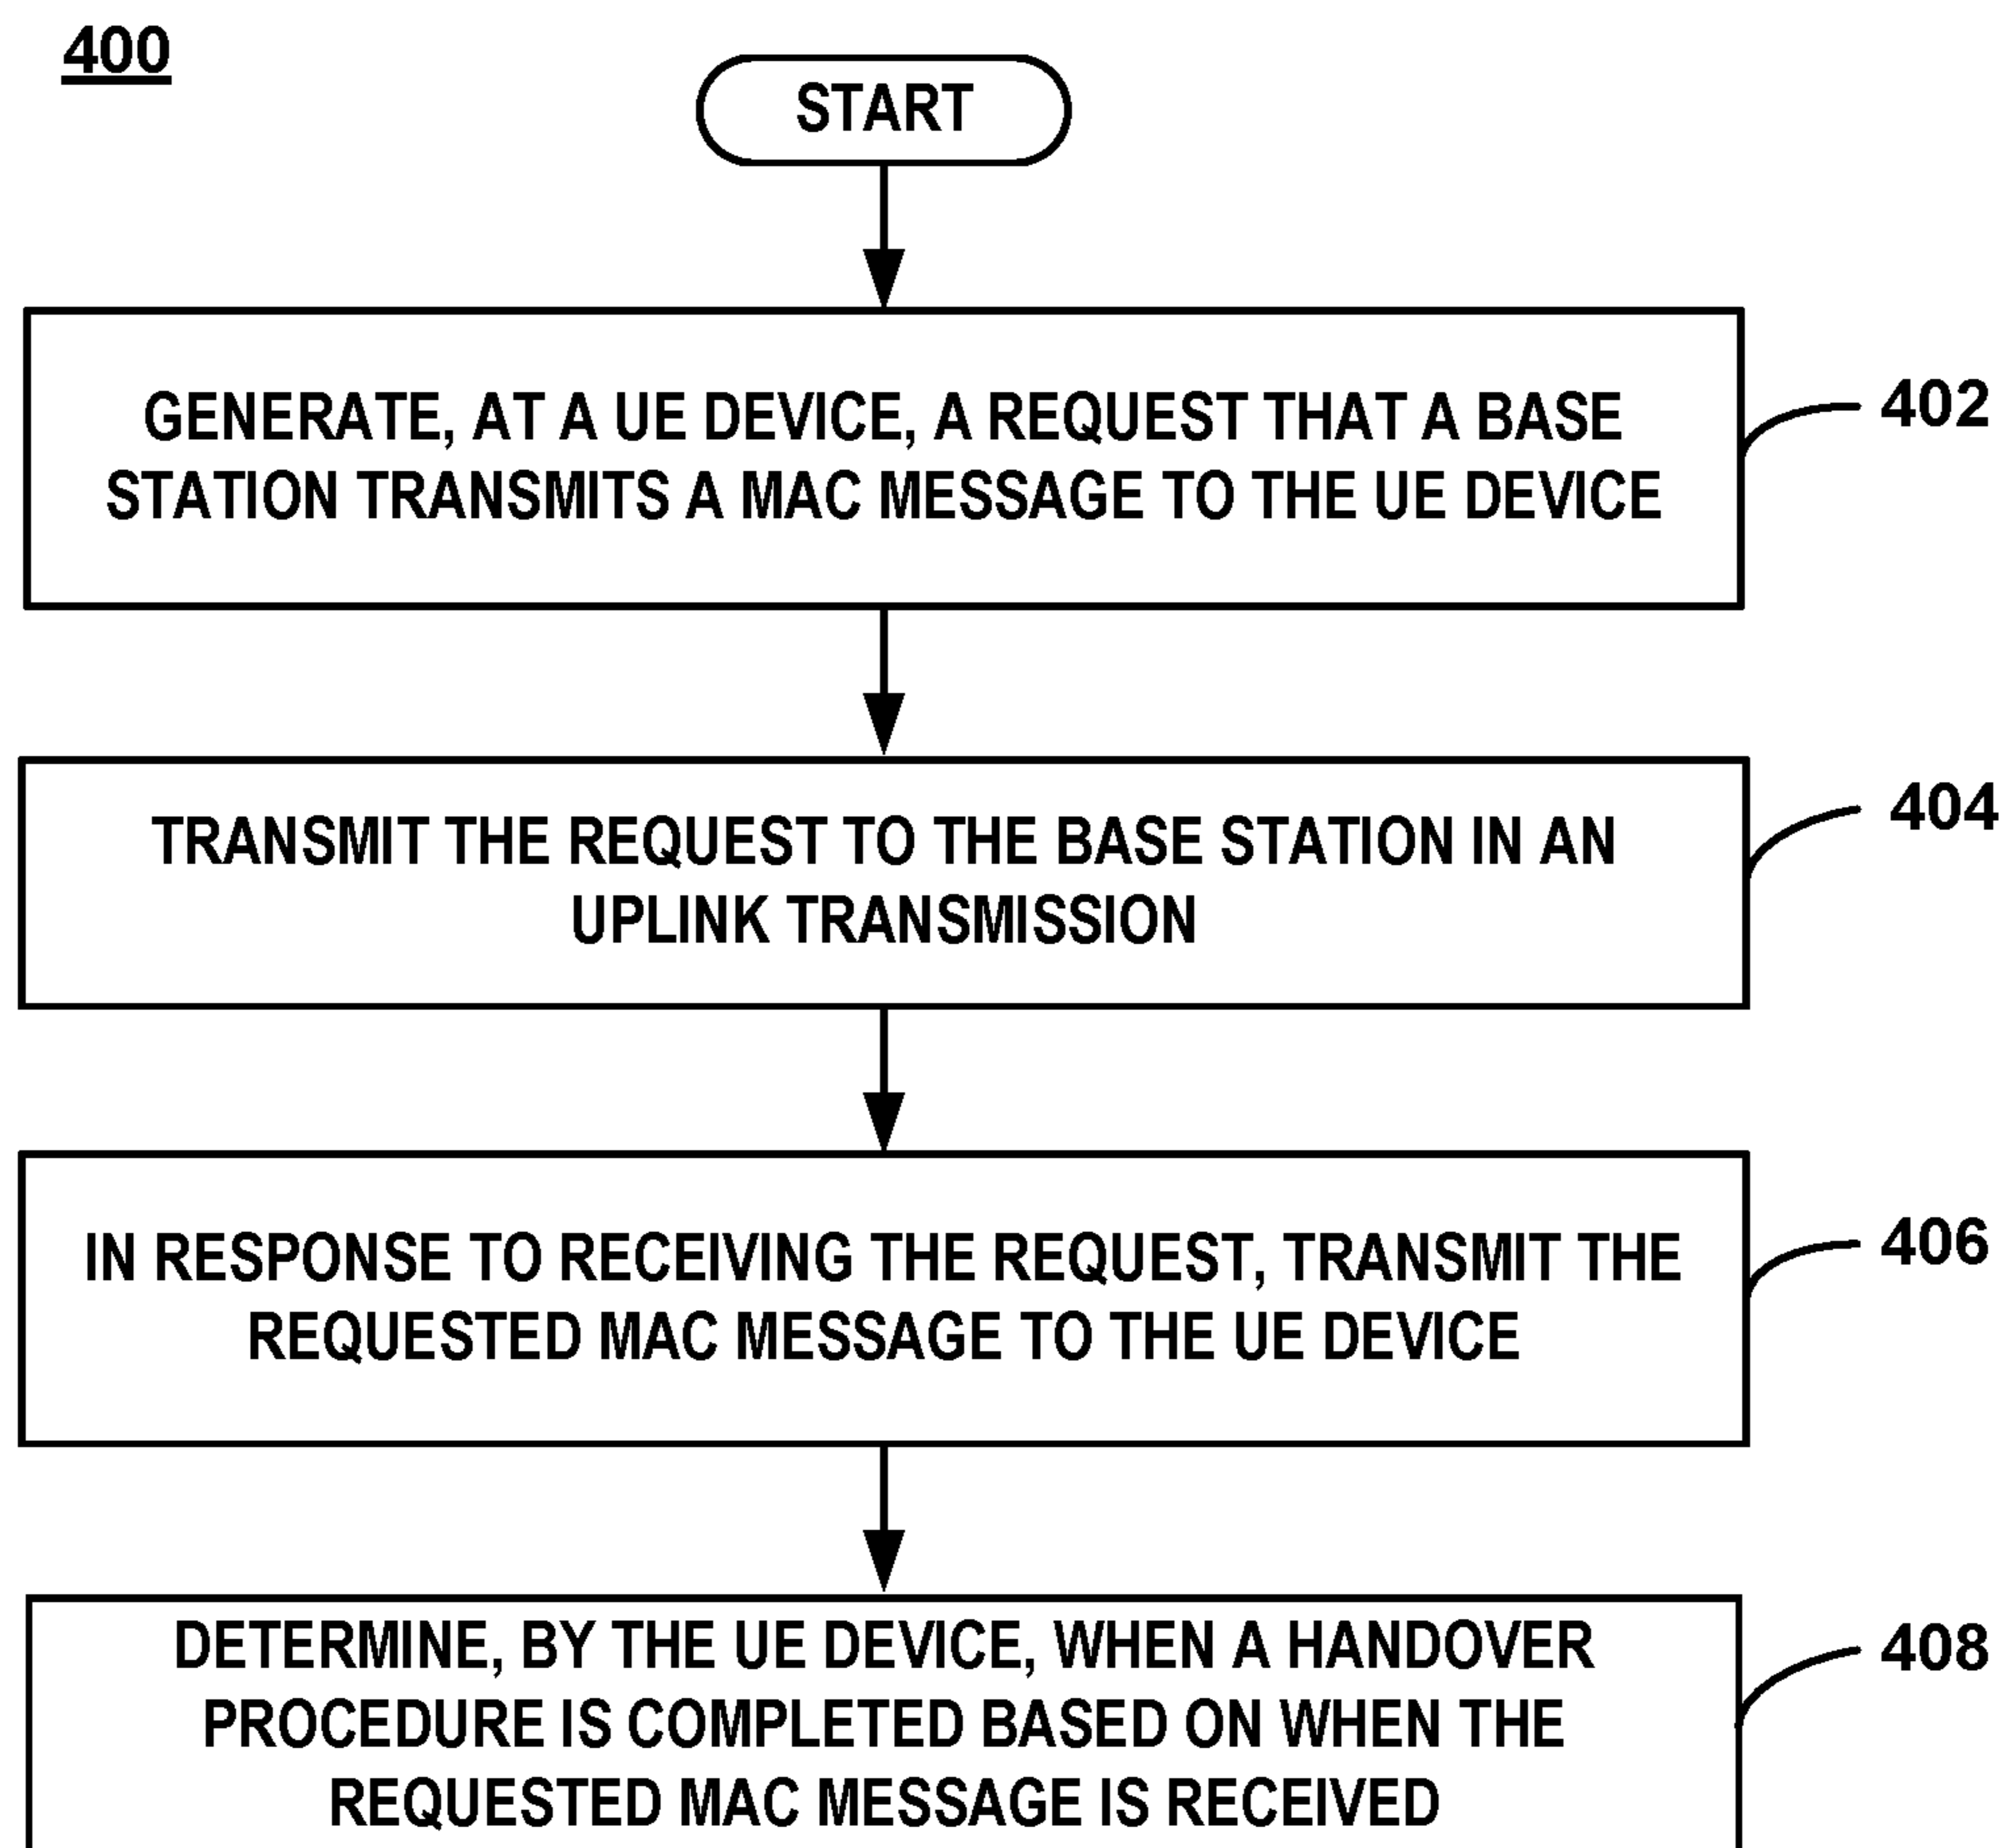 400
START
GENERATE, AT A UE DEVICE, A REQUEST THAT A BASE
STATION TRANSMITS A MAC MESSAGE TO THE UE DEVICE
402
TRANSMIT THE REQUEST TO THE BASE STATION IN AN
UPLINK TRANSMISSION
404
IN RESPONSE TO RECEIVING THE REQUEST, TRANSMIT THE
REQUESTED MAC MESSAGE TO THE UE DEVICE
406
DETERMINE, BY THE UE DEVICE, WHEN A HANDOVER
PROCEDURE IS COMPLETED BASED ON WHEN THE
REQUESTED MAC MESSAGE IS RECEIVED
408